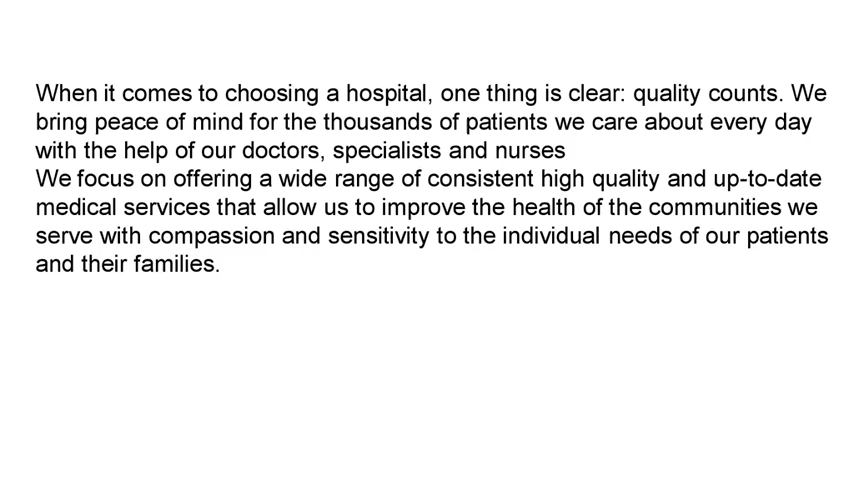 When it comes to choosing a hospital, one thing is clear: quality counts. We
bring peace of mind for the thousands of patients we care about every day
with the help of our doctors, specialists and nurses
We focus on offering a wide range of consistent high quality and up-to-date
medical services that allow us to improve the health of the communities we
serve with compassion and sensitivity to the individual needs of our patients
and their families.